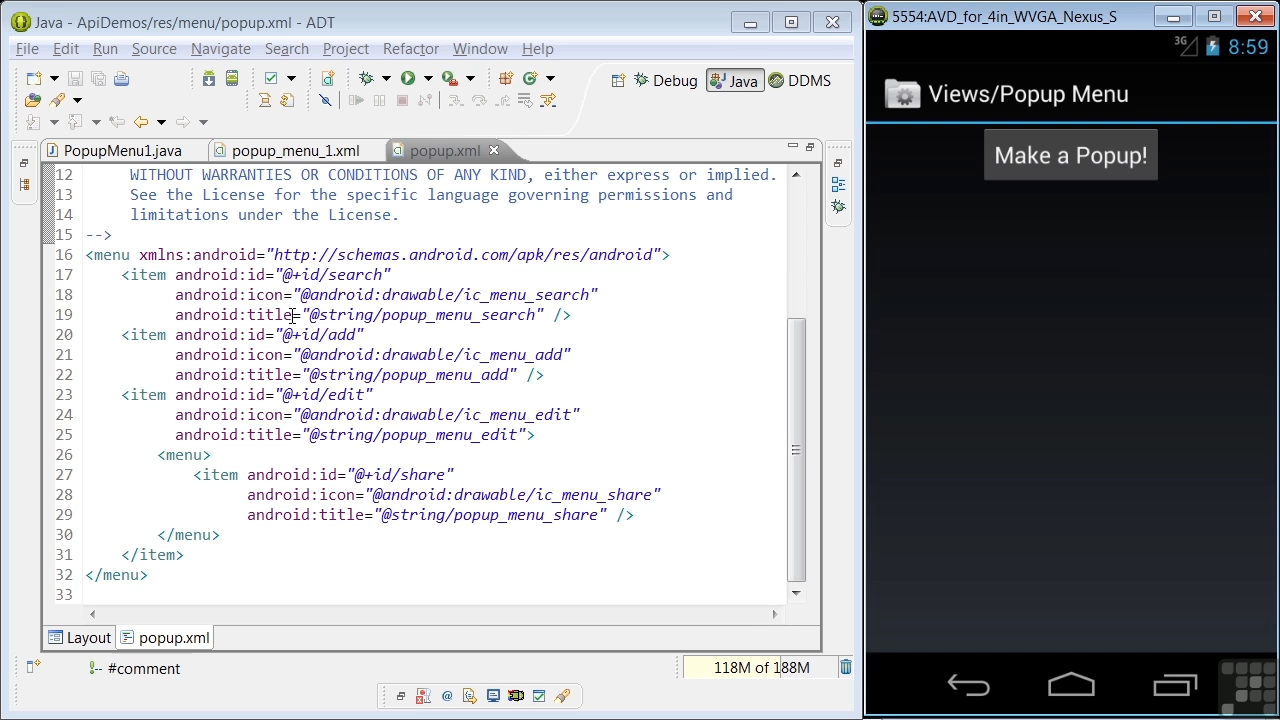 Java - ApiDemos/res/menu/popup.xml - ADT
File Edit Run Source Navigate Search Project Refactor Window Help
Debug Java DDMS
PopupMenu1.java popup_menu_1.xml popup.xml
12 WITHOUT WARRANTIES OR CONDITIONS OF ANY KIND, either express or implied.
13 See the License for the specific language governing permissions and
14 limitations under the License.
15 -->
16 <menu xmlns:android="http://schemas.android.com/apk/res/android">
17 <item android:id="@+id/search"
18 android:icon="@android:drawable/ic_menu_search"
19 android:title="@string/popup_menu_search" />
20 <item android:id="@+id/add"
21 android:icon="@android:drawable/ic_menu_add"
22 android:title="@string/popup_menu_add" />
23 <item android:id="@+id/edit"
24 android:icon="@android:drawable/ic_menu_edit"
25 android:title="@string/popup_menu_edit">
26 <menu>
27 <item android:id="@+id/share"
28 android:icon="@android:drawable/ic_menu_share"
29 android:title="@string/popup_menu_share" />
30 </menu>
31 </item>
32 </menu>
33
Layout popup.xml
#comment
118M of 188M
5554:AVD_for_4in_WVGA_Nexus_S
3G 8:59
Views/Popup Menu
Make a Popup!